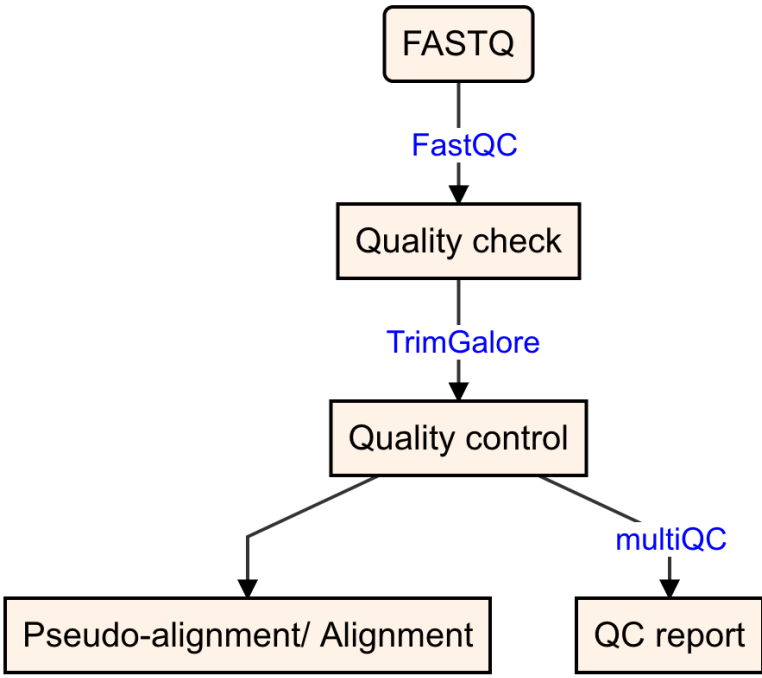 FASTQ
FastQC
Quality check
TrimGalore
Quality control
multiQC
Pseudo-alignment/ Alignment
QC report